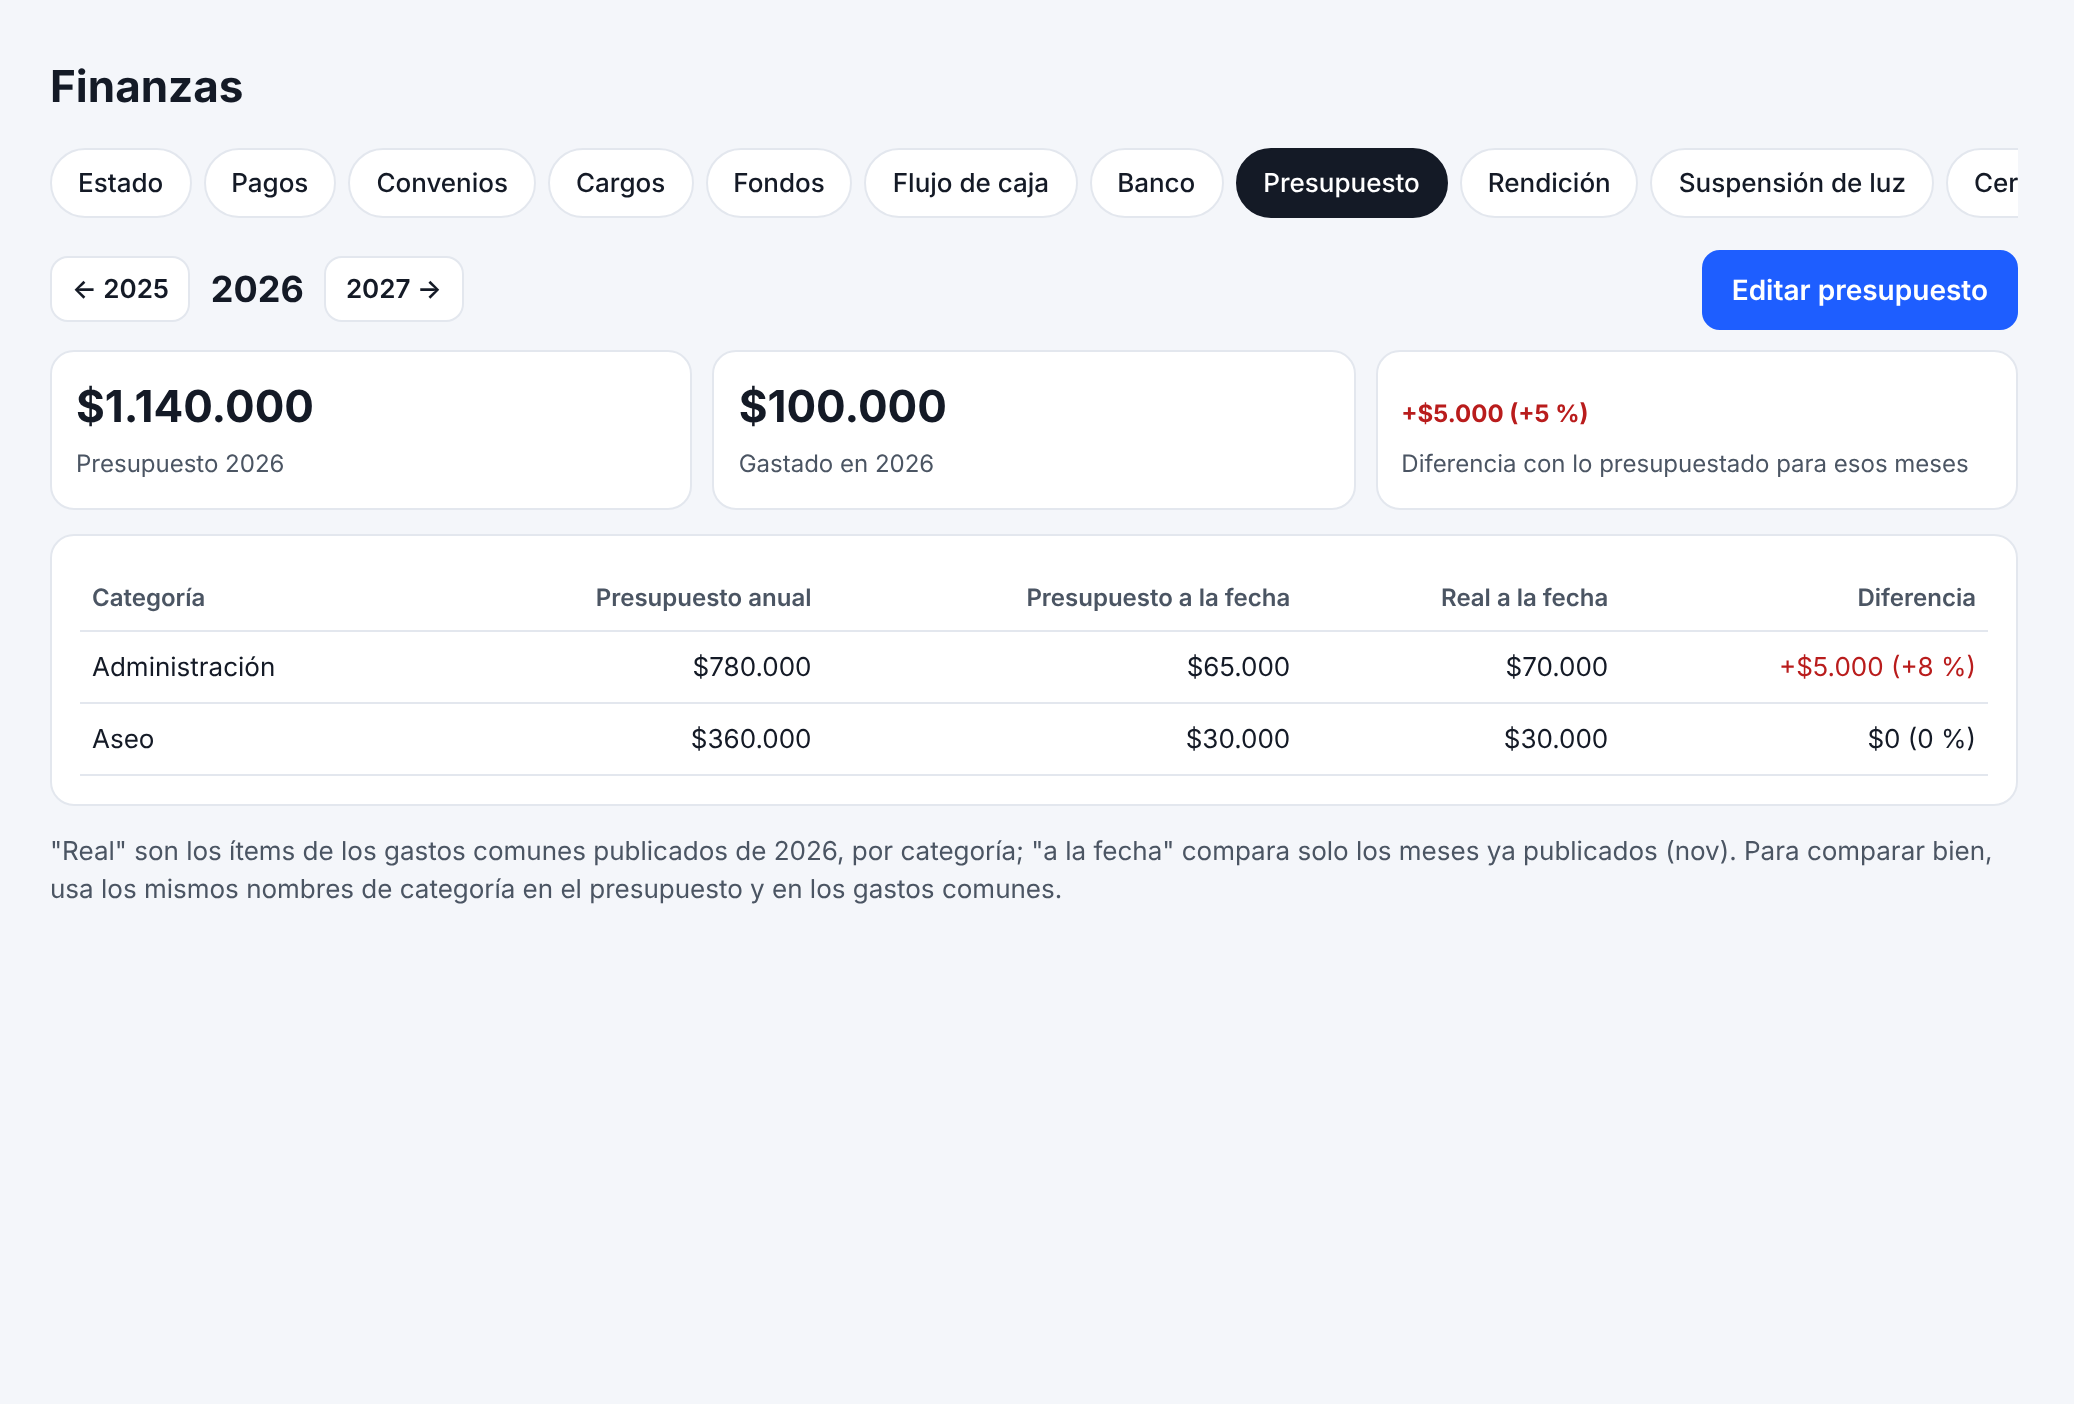 Finanzas
Estado Pagos Convenios Cargos Fondos Flujo de caja Banco Presupuesto Rendición Suspensión de luz Cer
← 2025 2026 2027 → Editar presupuesto
$1.140.000 $100.000 +$5.000 (+5 %)
Presupuesto 2026 Gastado en 2026 Diferencia con lo presupuestado para esos meses
Categoría Presupuesto anual Presupuesto a la fecha Real a la fecha Diferencia
Administración $780.000 $65.000 $70.000 +$5.000 (+8 %)
Aseo $360.000 $30.000 $30.000 $0 (0 %)
"Real" son los ítems de los gastos comunes publicados de 2026, por categoría; "a la fecha" compara solo los meses ya publicados (nov). Para comparar bien,
usa los mismos nombres de categoría en el presupuesto y en los gastos comunes.